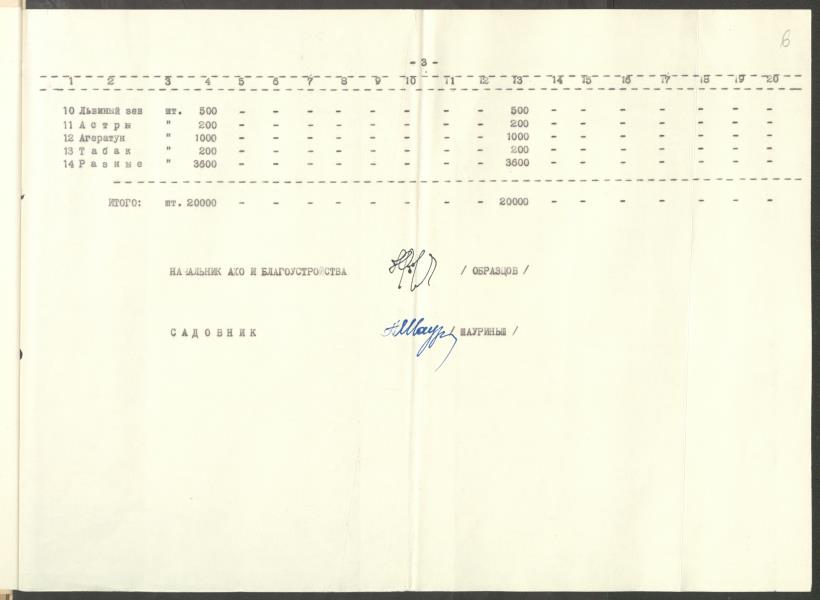 6
- 3 -
1 2 3 4 5 6 7 8 9 10 11 12 13 14 15 16 17 18 19 20
10 Львиный зев шт. 500 - - - - - - - - 500 - - - - - - -
11 А с т р ы " 200 - - - - - - - - 200 - - - - - - -
12 Агератун " 1000 - - - - - - - - 1000 - - - - - - -
13 Т а б а к " 200 - - - - - - - - 200 - - - - - - -
14 Р а з н ы е " 3600 - - - - - - - - 3600 - - - - - - -
ИТОГО: шт. 20000 - - - - - - - - 20000 - - - - - - -
НАЧАЛЬНИК АХО И БЛАГОУСТРОЙСТВА / ОБРАЗЦОВ /
С А Д О В Н И К / ШАУРИНЬШ /